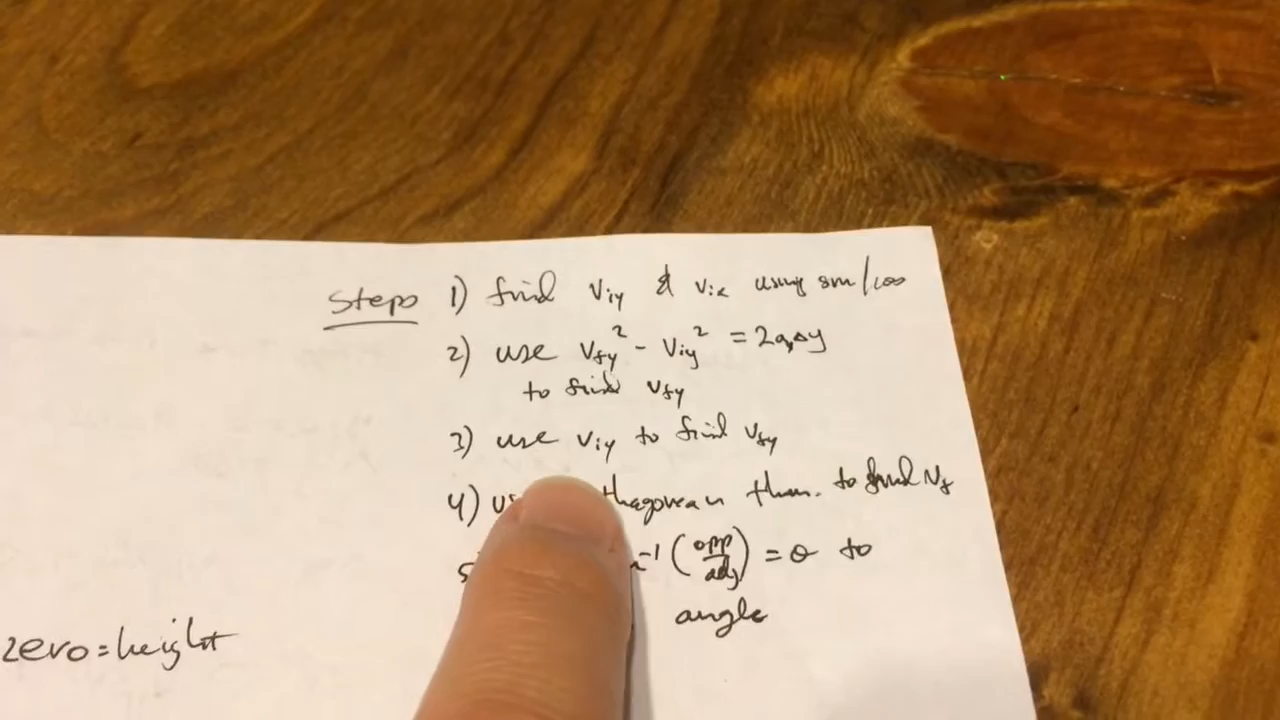 Steps 1) find viy & vix using sin/cos
2) use vfy² - viy² = 2ayΔy
to find vfy
3) use viy to find vfy
4) thagorean thm. to find vf
(opp/adj) = θ to
angle
zero = height